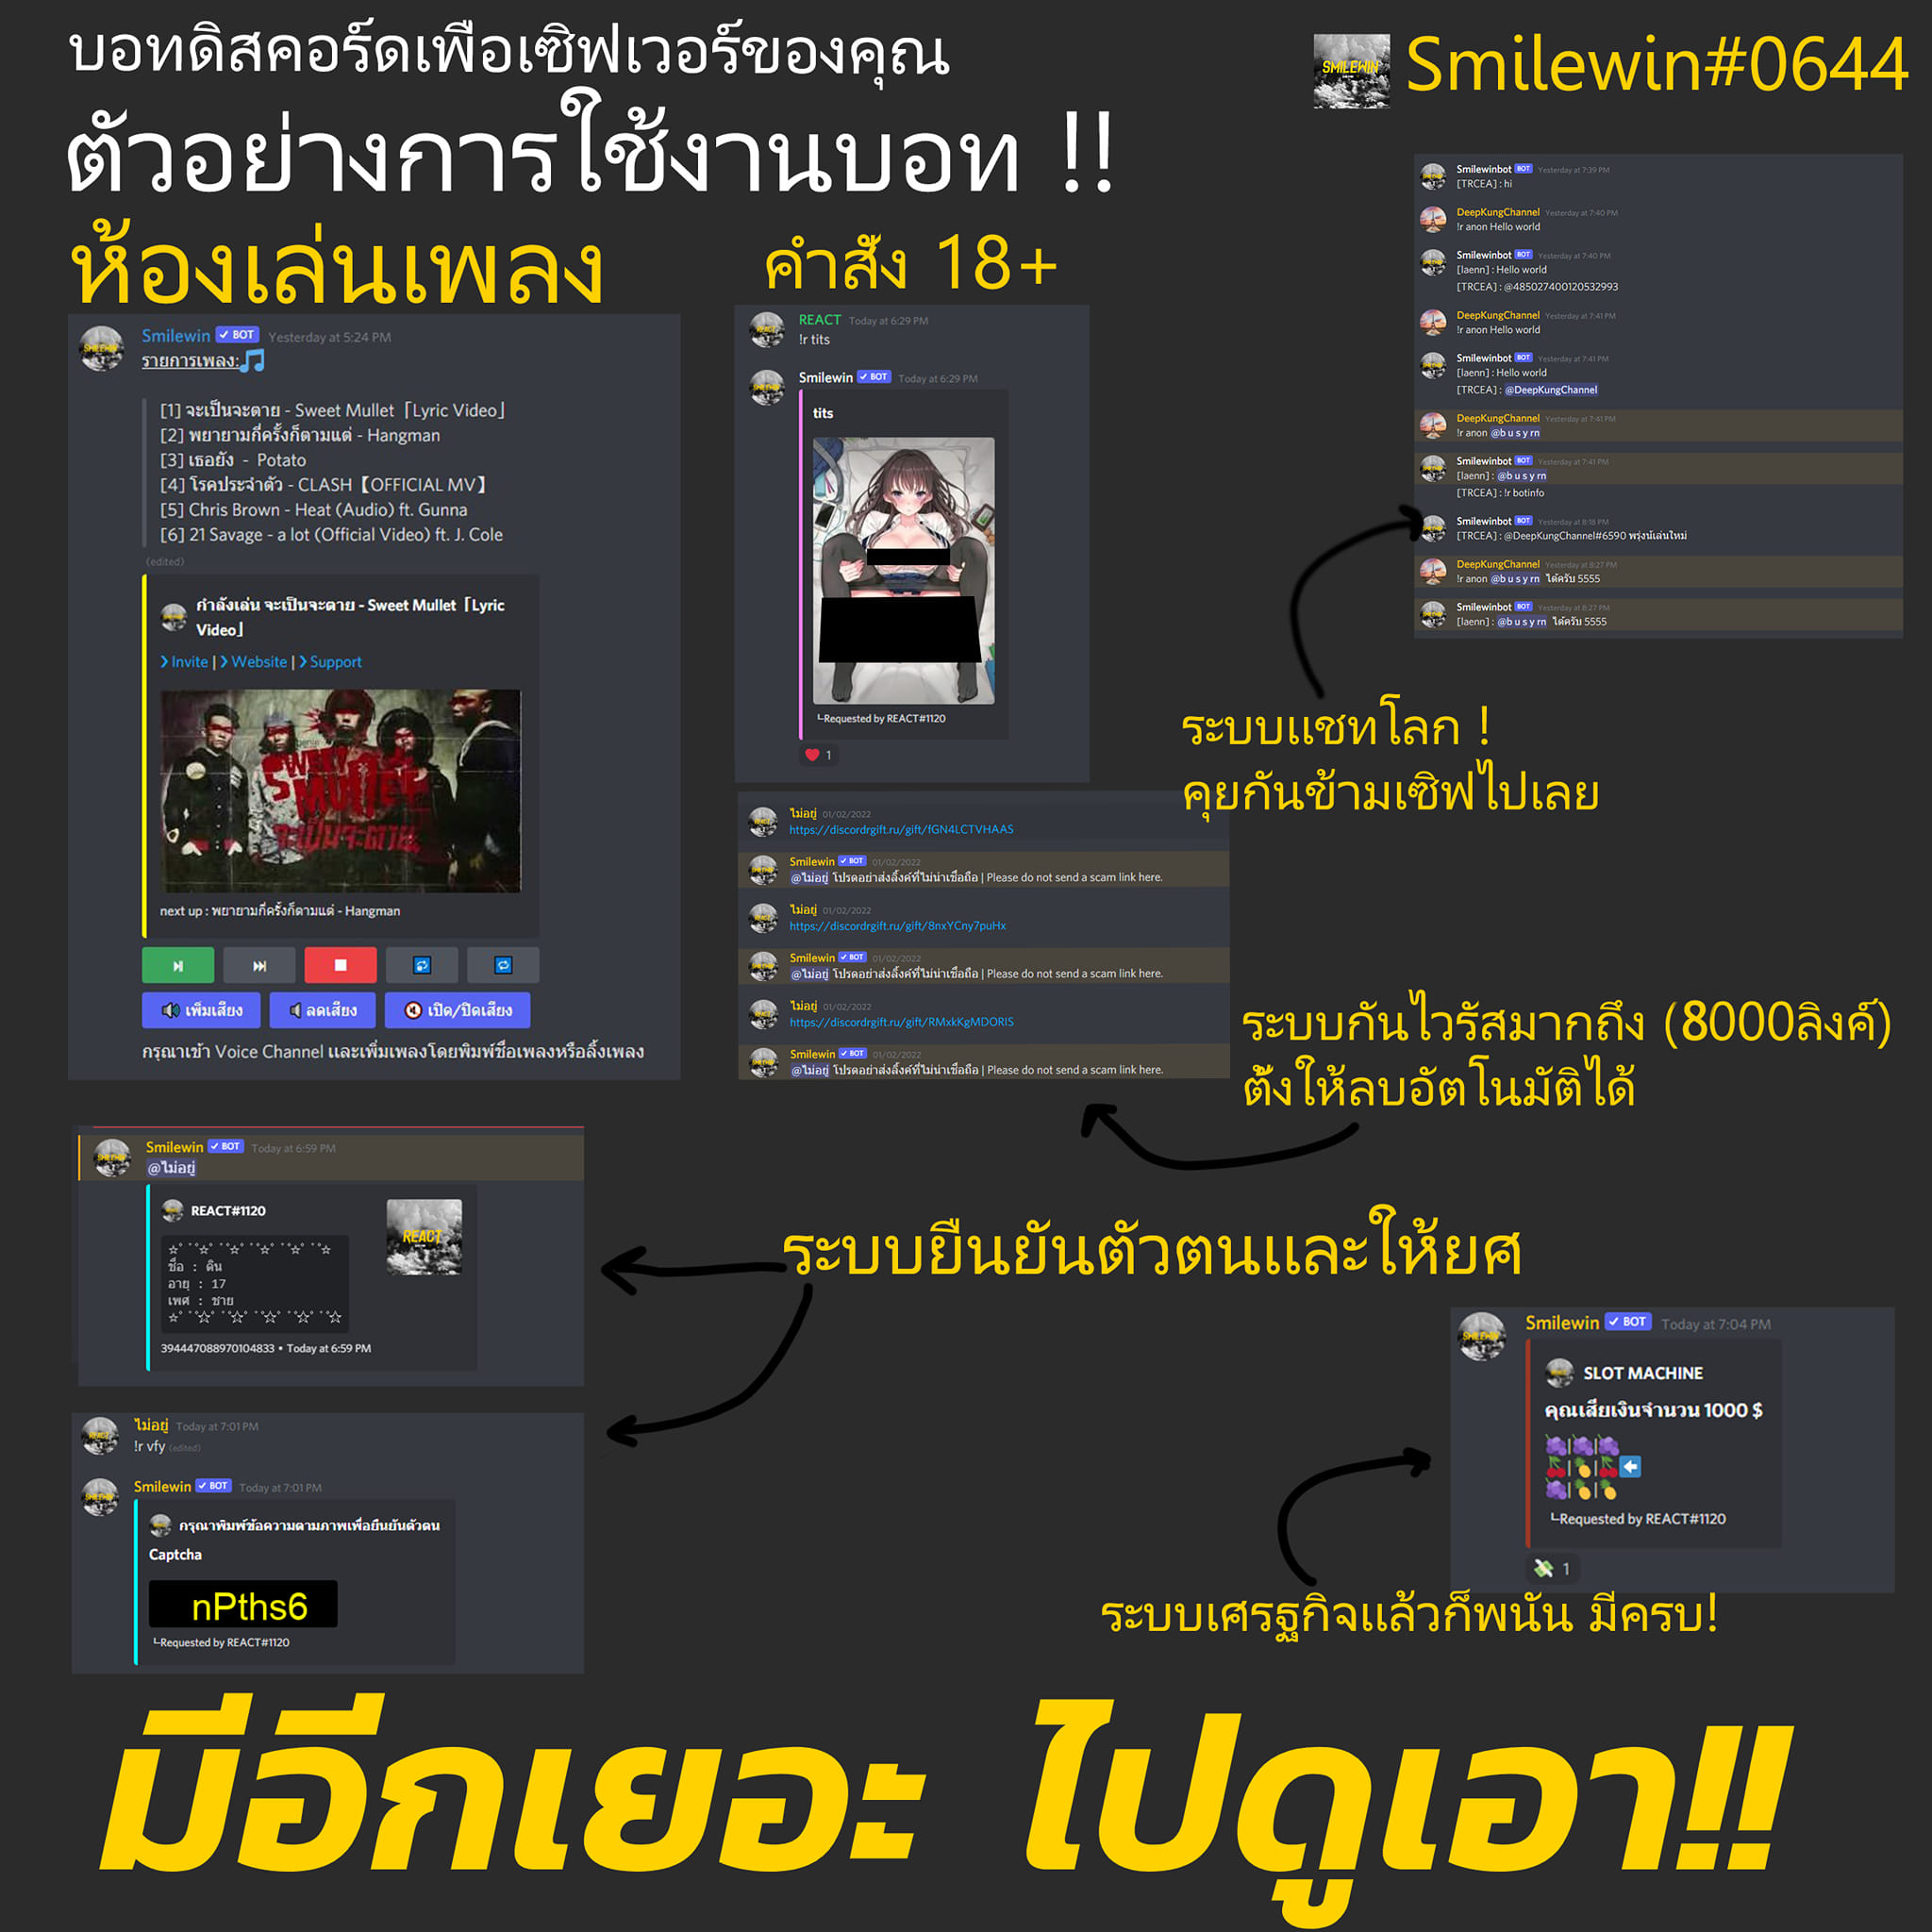 บอทดิสคอร์ดเพือเซิฟเวอร์ของคุณ
ตัวอย่างการใช้งานบอท !!
SMILEWIN
Smilewin#0644
ห้องเล่นเพลง
Smilewin BOT Yesterday at 5:24 PM
รายการเพลง:
[1] จะเป็นจะตาย - Sweet Mullet「Lyric Video」
[2] พยายามกี่ครั้งก็ตามแต่ - Hangman
[3] เธอยัง - Potato
[4] โรคประจำตัว - CLASH【OFFICIAL MV】
[5] Chris Brown - Heat (Audio) ft. Gunna
[6] 21 Savage - a lot (Official Video) ft. J. Cole
(edited)
กำลังเล่น จะเป็นจะตาย - Sweet Mullet「Lyric
Video」
Invite | Website | Support
SWEET
MULLET
จะเป็นจะตาย
next up : พยายามกี่ครั้งก็ตามแต่ - Hangman
เพิ่มเสียง ลดเสียง เปิด/ปิดเสียง
กรุณาเข้า Voice Channel และเพิ่มเพลงโดยพิมพ์ชื่อเพลงหรือลิ้งเพลง
คำสั่ง 18+
REACT Today at 6:29 PM
!r tits
Smilewin BOT Today at 6:29 PM
tits
Requested by REACT#1120
1
Smilewinbot BOT Yesterday at 7:39 PM
[TRCEA] : hi
DeepKungChannel Yesterday at 7:40 PM
!r anon Hello world
Smilewinbot BOT Yesterday at 7:40 PM
[laenn] : Hello world
[TRCEA] : @485027400120532993
DeepKungChannel Yesterday at 7:41 PM
!r anon Hello world
Smilewinbot BOT Yesterday at 7:41 PM
[laenn] : Hello world
[TRCEA] : @DeepKungChannel
DeepKungChannel Yesterday at 7:41 PM
!r anon @b u s y r n
Smilewinbot BOT Yesterday at 7:41 PM
[laenn] : @b u s y r n
[TRCEA] : !r botinfo
Smilewinbot BOT Yesterday at 8:18 PM
[TRCEA] : @DeepKungChannel#6590 พรุ่งนี้เล่นใหม่
DeepKungChannel Yesterday at 8:27 PM
!r anon @b u s y r n ได้ครับ 5555
Smilewinbot BOT Yesterday at 8:27 PM
[laenn] : @b u s y r n ได้ครับ 5555
ระบบแชทโลก !
คุยกันข้ามเซิฟไปเลย
ไม่อยู่ 01/02/2022
https://discordrgift.ru/gift/fGN4LCTVHAAS
Smilewin BOT 01/02/2022
@ไม่อยู่ โปรดอย่าส่งลิ้งค์ที่ไม่น่าเชื่อถือ | Please do not send a scam link here.
ไม่อยู่ 01/02/2022
https://discordrgift.ru/gift/8nxYCny7puHx
Smilewin BOT 01/02/2022
@ไม่อยู่ โปรดอย่าส่งลิ้งค์ที่ไม่น่าเชื่อถือ | Please do not send a scam link here.
ไม่อยู่ 01/02/2022
https://discordrgift.ru/gift/RMxkKgMDORIS
Smilewin BOT 01/02/2022
@ไม่อยู่ โปรดอย่าส่งลิ้งค์ที่ไม่น่าเชื่อถือ | Please do not send a scam link here.
ระบบกันไวรัสมากถึง (8000ลิงค์)
ตั้งให้ลบอัตโนมัติได้
Smilewin BOT Today at 6:59 PM
@ไม่อยู่
REACT#1120
REACT
ชื่อ : ดิน
อายุ : 17
เพศ : ชาย
394447088970104833 • Today at 6:59 PM
ระบบยืนยันตัวตนและให้ยศ
ไม่อยู่ Today at 7:01 PM
!r vfy (edited)
Smilewin BOT Today at 7:01 PM
กรุณาพิมพ์ข้อความตามภาพเพื่อยืนยันตัวตน
Captcha
nPths6
Requested by REACT#1120
Smilewin BOT Today at 7:04 PM
SLOT MACHINE
คุณเสียเงินจำนวน 1000 $
Requested by REACT#1120
1
ระบบเศรฐกิจแล้วก็พนัน มีครบ!
มีอีกเยอะ ไปดูเอา!!